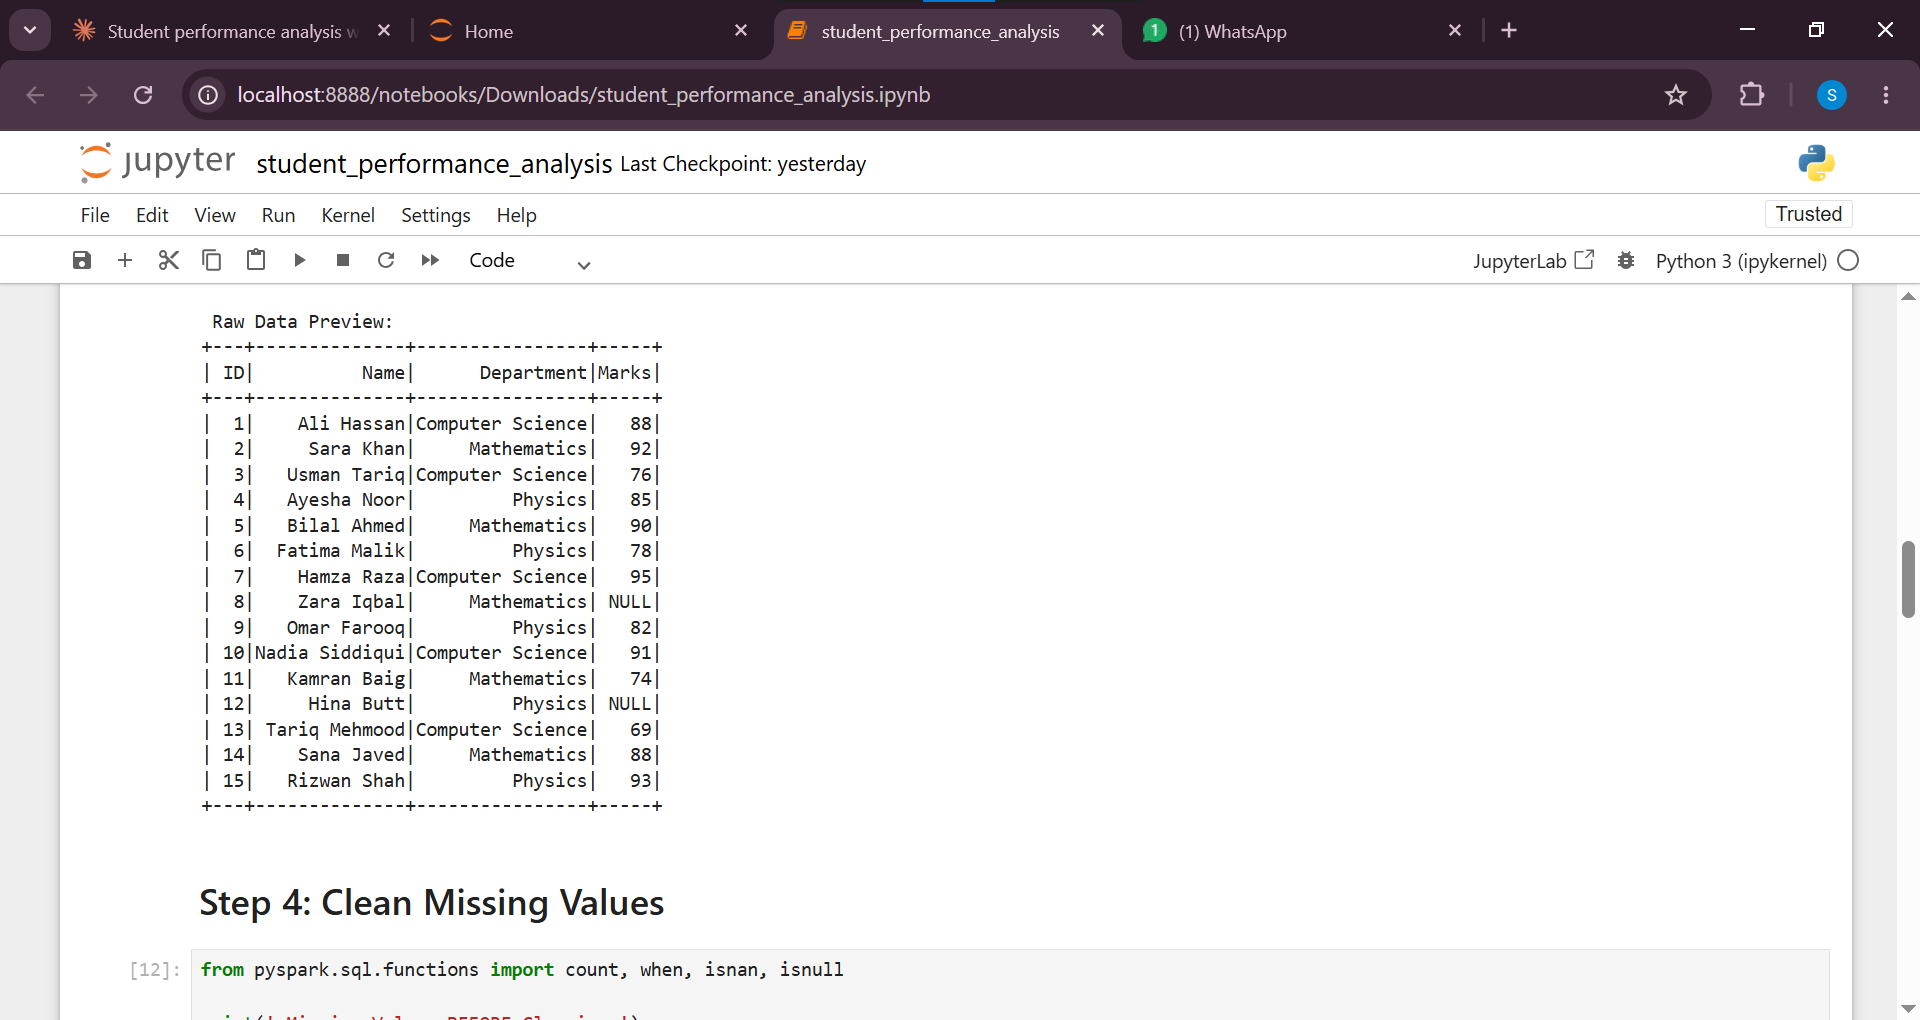 Student performance analysis w
Home
student_performance_analysis
1
(1) WhatsApp
localhost:8888/notebooks/Downloads/student_performance_analysis.ipynb
S
jupyter
student_performance_analysis Last Checkpoint: yesterday
File Edit View Run Kernel Settings Help
Trusted
Code
JupyterLab
Python 3 (ipykernel)
Raw Data Preview:
+---+--------------+----------------+-----+
| ID|          Name|      Department|Marks|
+---+--------------+----------------+-----+
|  1|    Ali Hassan|Computer Science|   88|
|  2|     Sara Khan|     Mathematics|   92|
|  3|   Usman Tariq|Computer Science|   76|
|  4|   Ayesha Noor|         Physics|   85|
|  5|   Bilal Ahmed|     Mathematics|   90|
|  6|  Fatima Malik|         Physics|   78|
|  7|    Hamza Raza|Computer Science|   95|
|  8|    Zara Iqbal|     Mathematics| NULL|
|  9|   Omar Farooq|         Physics|   82|
| 10|Nadia Siddiqui|Computer Science|   91|
| 11|   Kamran Baig|     Mathematics|   74|
| 12|     Hina Butt|         Physics| NULL|
| 13| Tariq Mehmood|Computer Science|   69|
| 14|    Sana Javed|     Mathematics|   88|
| 15|   Rizwan Shah|         Physics|   93|
+---+--------------+----------------+-----+
Step 4: Clean Missing Values
[12]:
from pyspark.sql.functions import count, when, isnan, isnull